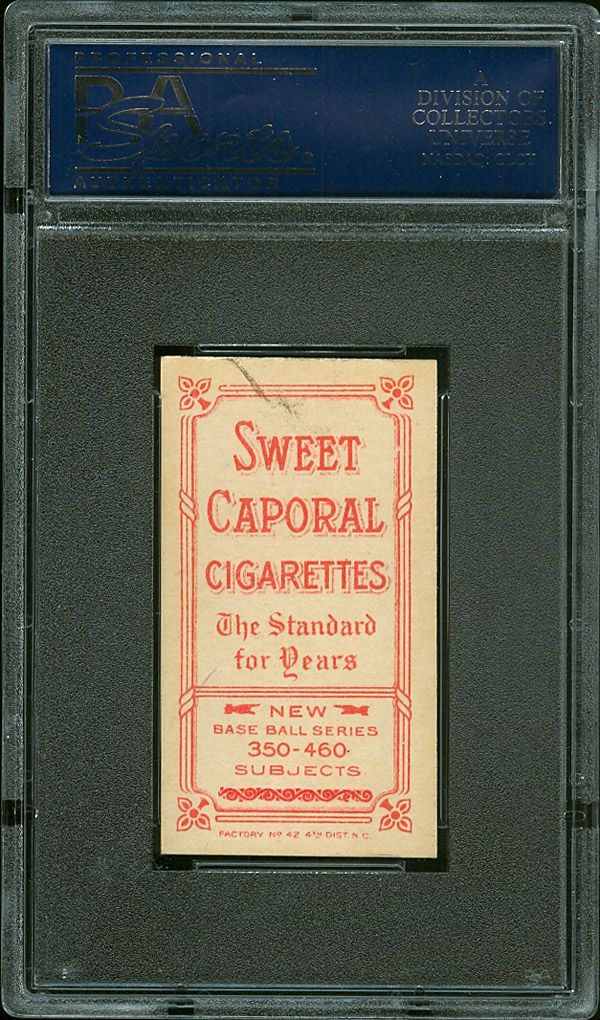 PROFESSIONAL
PSA
Sports
AUTHENTICATOR
A
DIVISION OF
COLLECTORS
UNIVERSE
NASDAQ: CLCT
SWEET
CAPORAL
CIGARETTES
The Standard
for Years
NEW
BASE BALL SERIES
350-460
SUBJECTS
FACTORY Nº 42 4TH DIST. N.C.
PSA